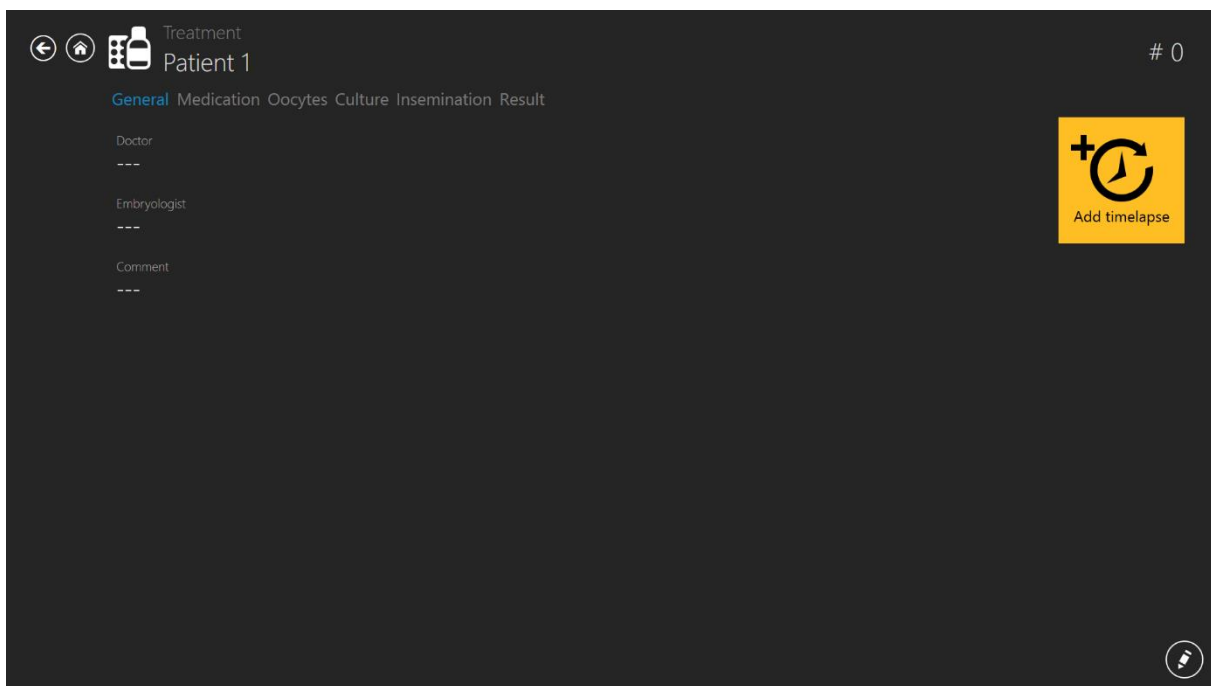 Treatment
Patient 1
# 0
General Medication Oocytes Culture Insemination Result
Doctor
---
Embryologist
---
Comment
---
Add timelapse